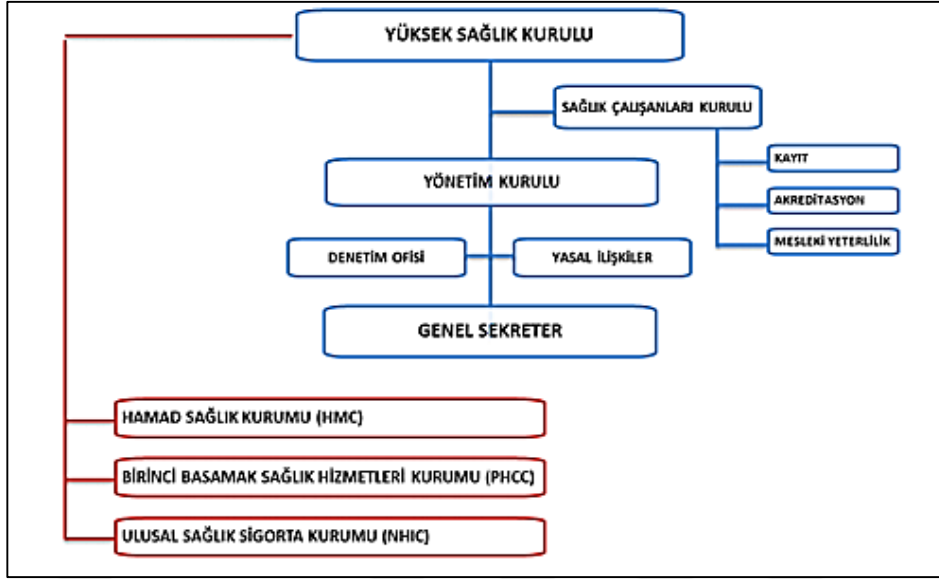 YÜKSEK SAĞLIK KURULU
SAĞLIK ÇALIŞANLARI KURULU
KAYIT
YÖNETİM KURULU
AKREDİTASYON
MESLEKİ YETERLİLİK
DENETİM OFİSİ
YASAL İLİŞKİLER
GENEL SEKRETER
HAMAD SAĞLIK KURUMU (HMC)
BİRİNCİ BASAMAK SAĞLIK HİZMETLERİ KURUMU (PHCC)
ULUSAL SAĞLIK SİGORTA KURUMU (NHIC)